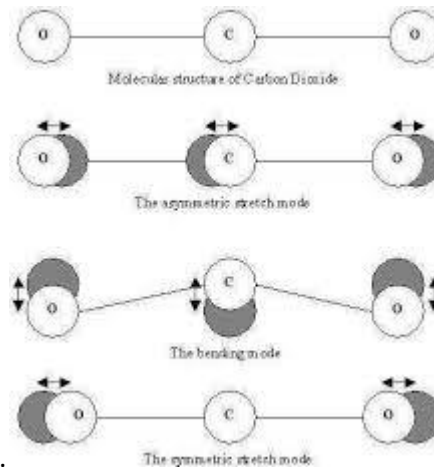 O C O
Molecular structure of Carbon Dioxide
O C O
The asymmetric stretch mode
O C O
The bending mode
O C O
The symmetric stretch mode
.